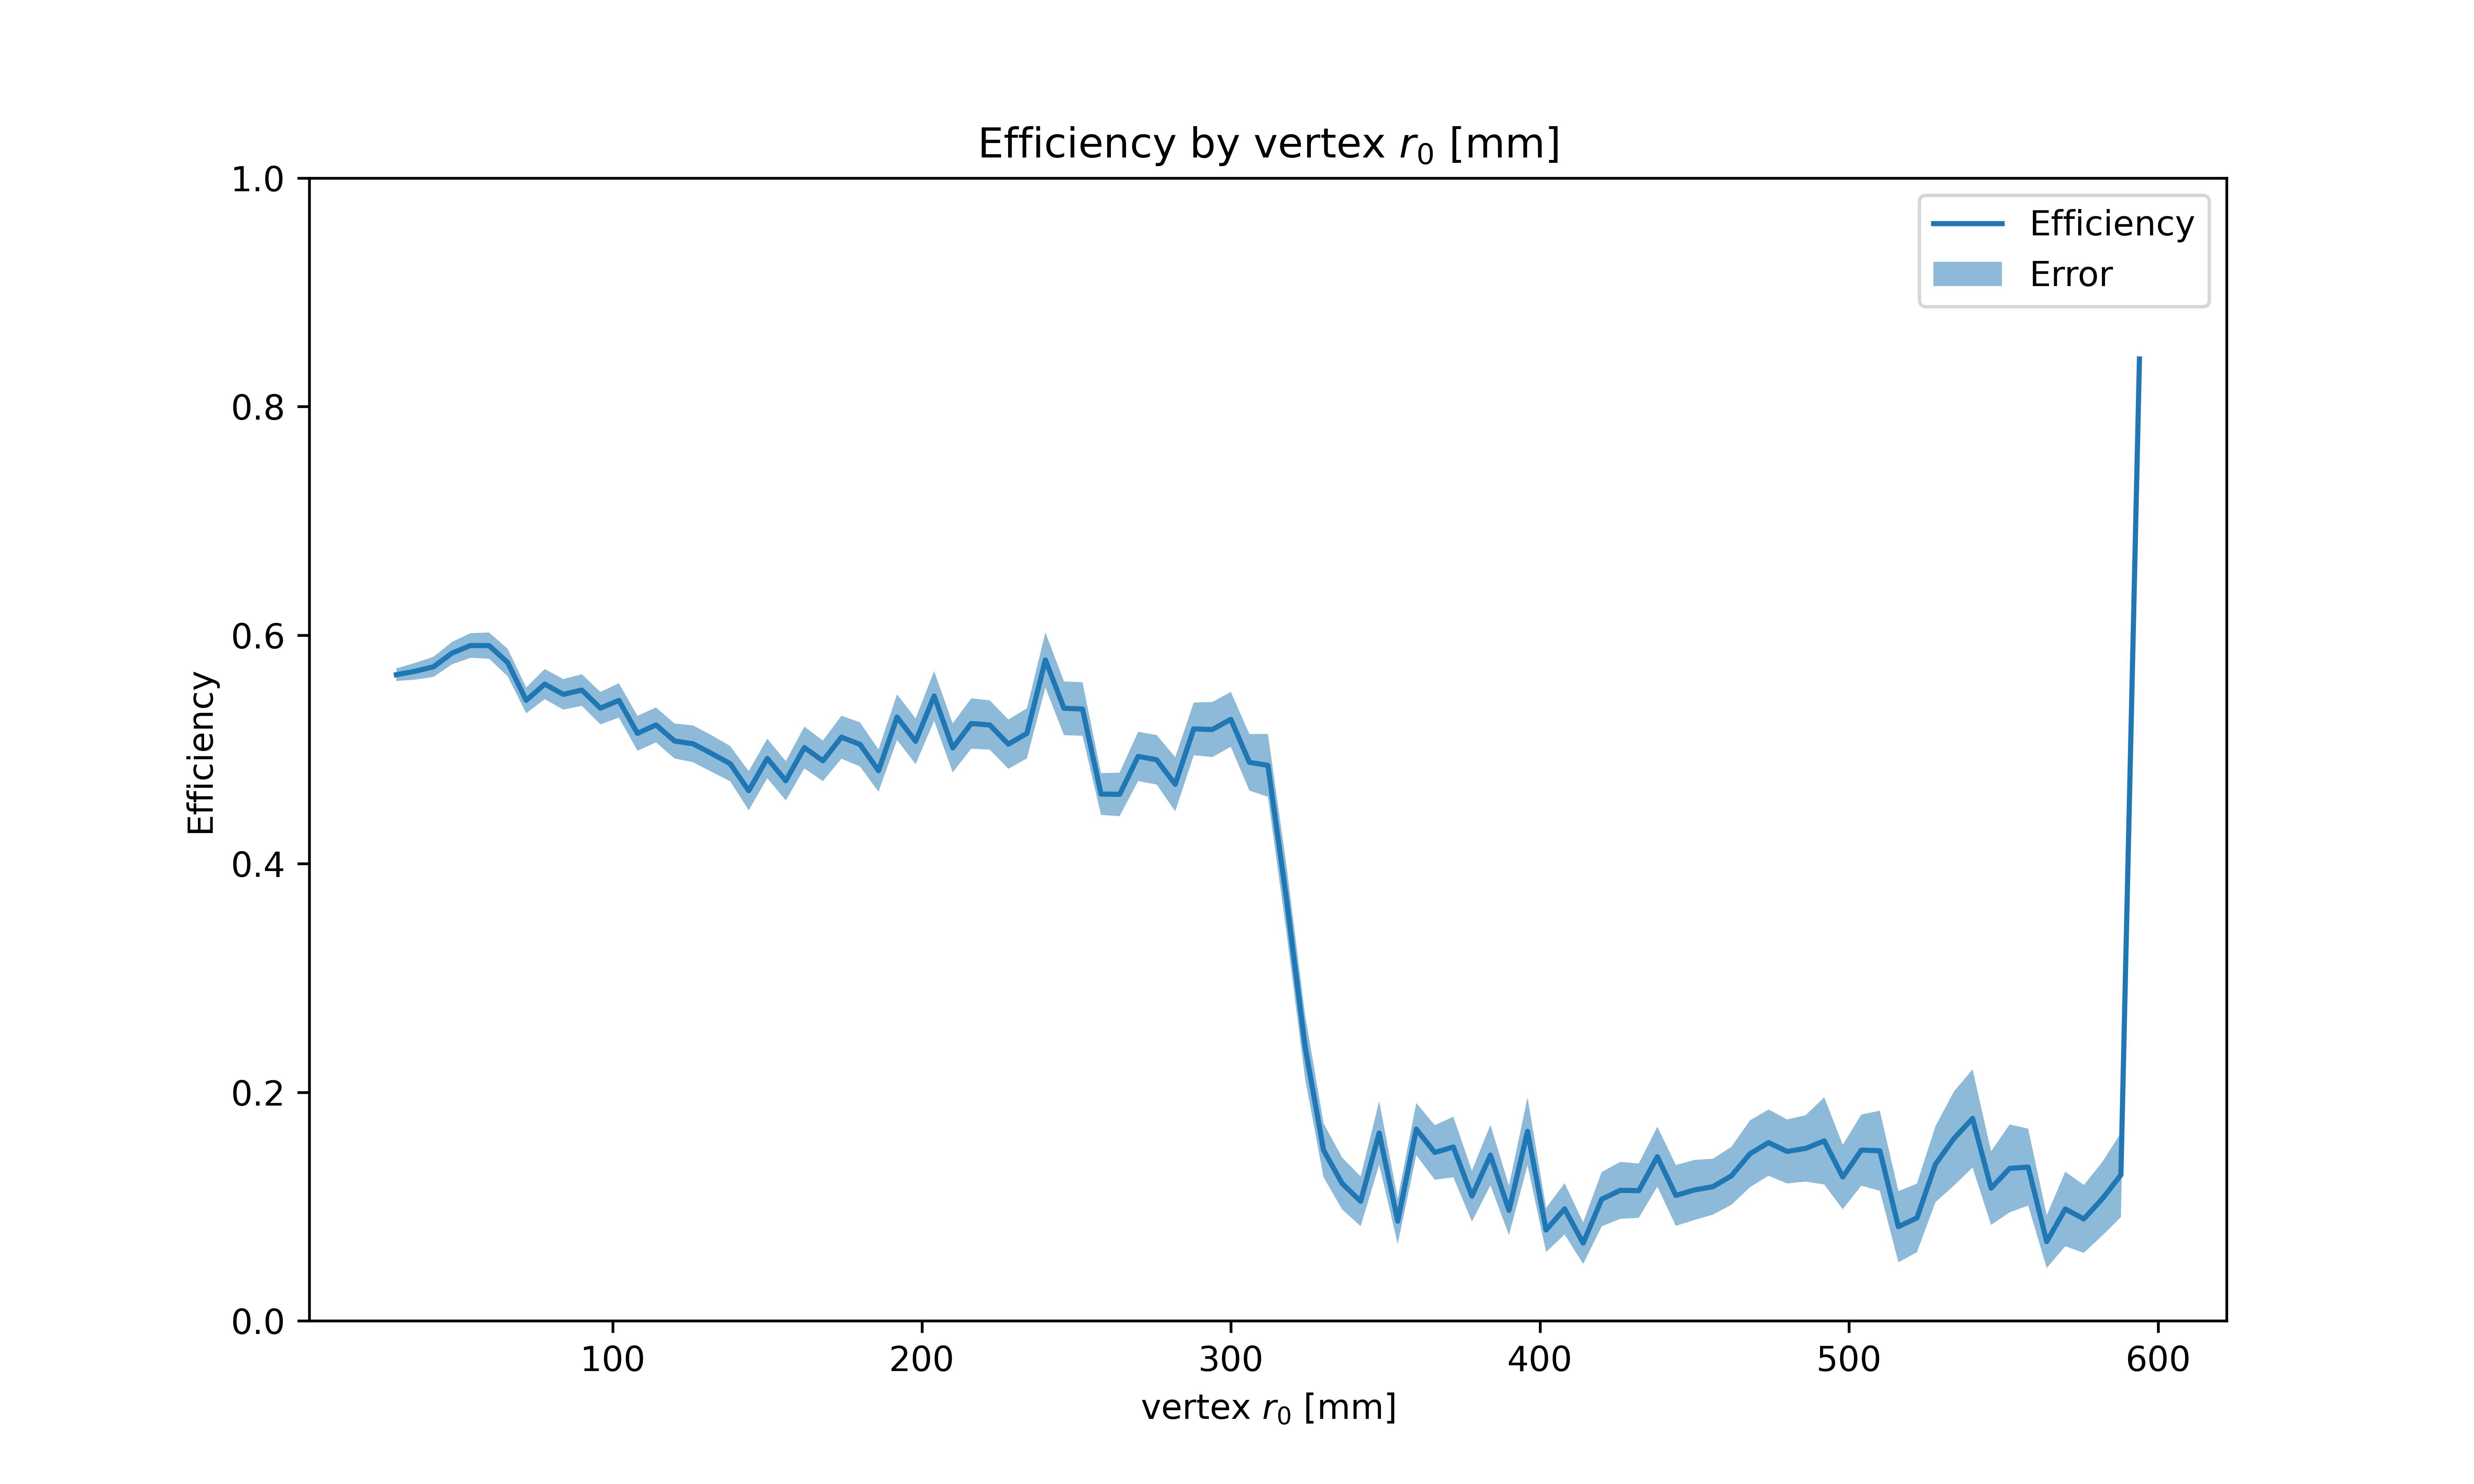 Efficiency by vertex r₀ [mm]
1.0
0.8
0.6
0.4
0.2
0.0
Efficiency
Efficiency
Error
100 200 300 400 500 600
vertex r₀ [mm]